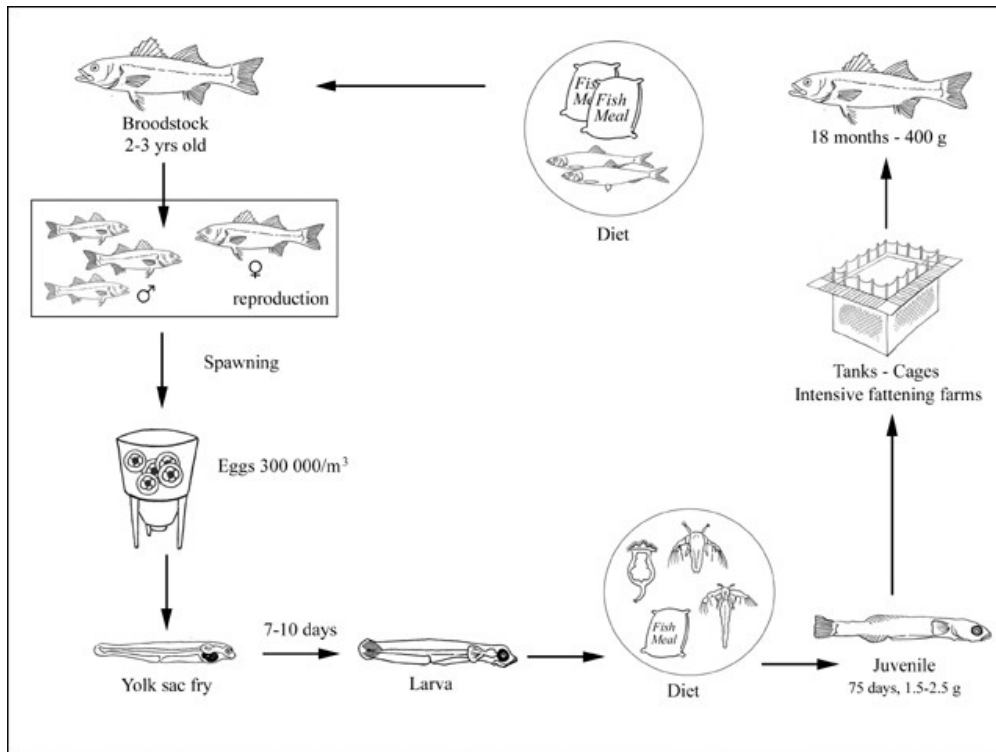 Broodstock
2-3 yrs old
Fish
Me
Fish
Meal
Diet
18 months - 400 g
♂
♀
reproduction
Spawning
Tanks - Cages
Intensive fattening farms
Eggs 300 000/m³
7-10 days
Fish
Meal
Yolk sac fry
Larva
Diet
Juvenile
75 days, 1.5-2.5 g